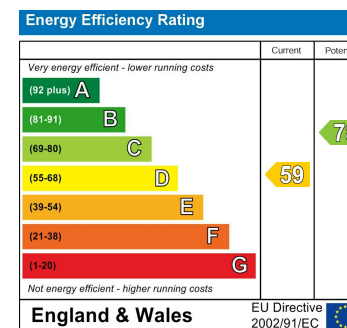 Energy Efficiency Rating
Current
Very energy efficient - lower running costs
(92 plus) A
(81-91) B
(69-80) C
(55-68) D
59
(39-54) E
(21-38) F
(1-20) G
Not energy efficient - higher running costs
England & Wales
EU Directive
2002/91/EC